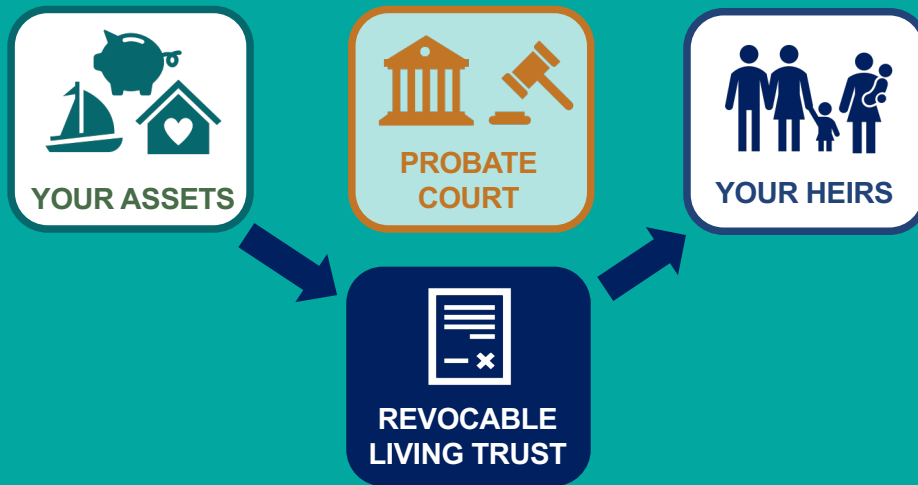 YOUR ASSETS
PROBATE
COURT
YOUR HEIRS
REVOCABLE
LIVING TRUST